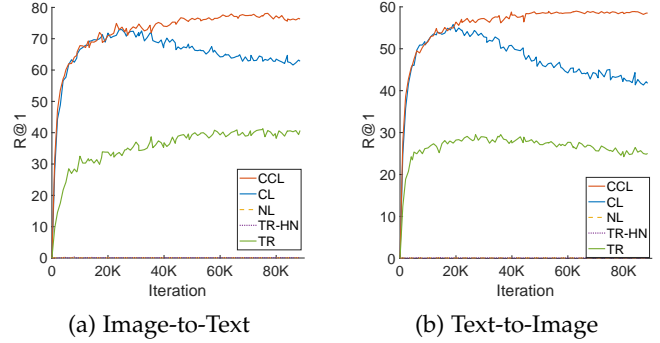 80
70
60
50
40
30
20
10
0
R@1
CCL
CL
NL
TR-HN
TR
0 20K 40K 60K 80K
Iteration
(a) Image-to-Text
60
50
40
30
20
10
0
R@1
CCL
CL
NL
TR-HN
TR
0 20K 40K 60K 80K
Iteration
(b) Text-to-Image